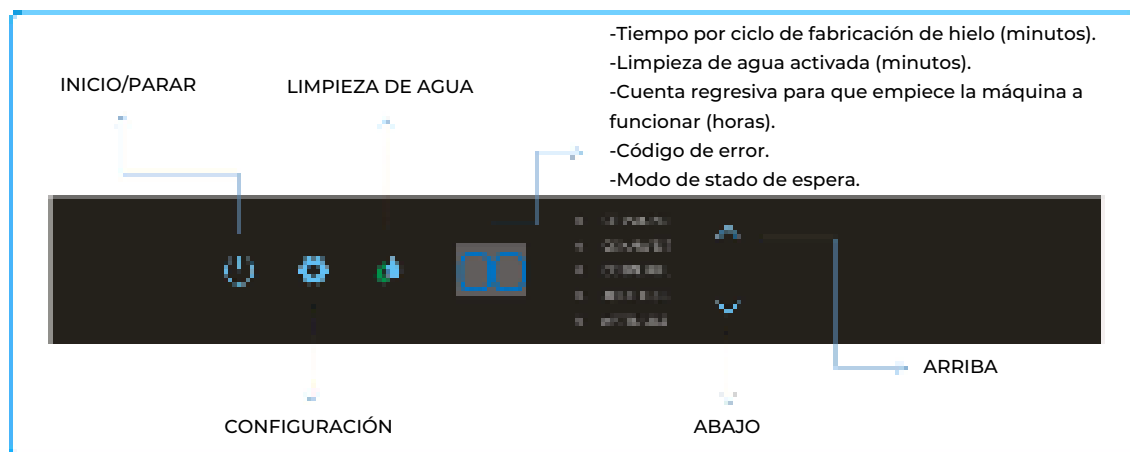 -Tiempo por ciclo de fabricación de hielo (minutos).
-Limpieza de agua activada (minutos).
-Cuenta regresiva para que empiece la máquina a
funcionar (horas).
-Código de error.
-Modo de stado de espera.
INICIO/PARAR
LIMPIEZA DE AGUA
00
ARRIBA
CONFIGURACIÓN
ABAJO